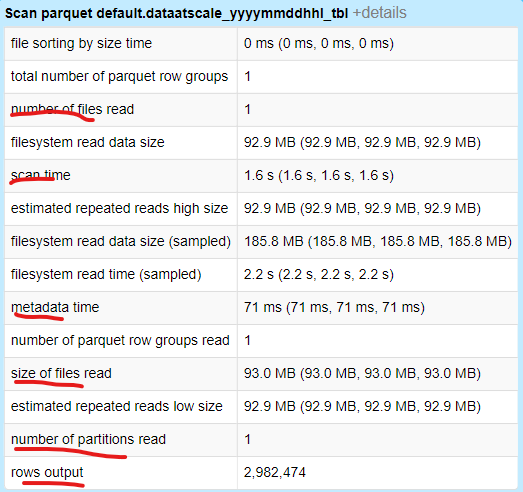 Scan parquet default.dataatscale_yyyymmddhhl_tbl +details
file sorting by size time 0 ms (0 ms, 0 ms, 0 ms)
total number of parquet row groups 1
number of files read 1
filesystem read data size 92.9 MB (92.9 MB, 92.9 MB, 92.9 MB)
scan time 1.6 s (1.6 s, 1.6 s, 1.6 s)
estimated repeated reads high size 92.9 MB (92.9 MB, 92.9 MB, 92.9 MB)
filesystem read data size (sampled) 185.8 MB (185.8 MB, 185.8 MB, 185.8 MB)
filesystem read time (sampled) 2.2 s (2.2 s, 2.2 s, 2.2 s)
metadata time 71 ms (71 ms, 71 ms, 71 ms)
number of parquet row groups read 1
size of files read 93.0 MB (93.0 MB, 93.0 MB, 93.0 MB)
estimated repeated reads low size 92.9 MB (92.9 MB, 92.9 MB, 92.9 MB)
number of partitions read 1
rows output 2,982,474